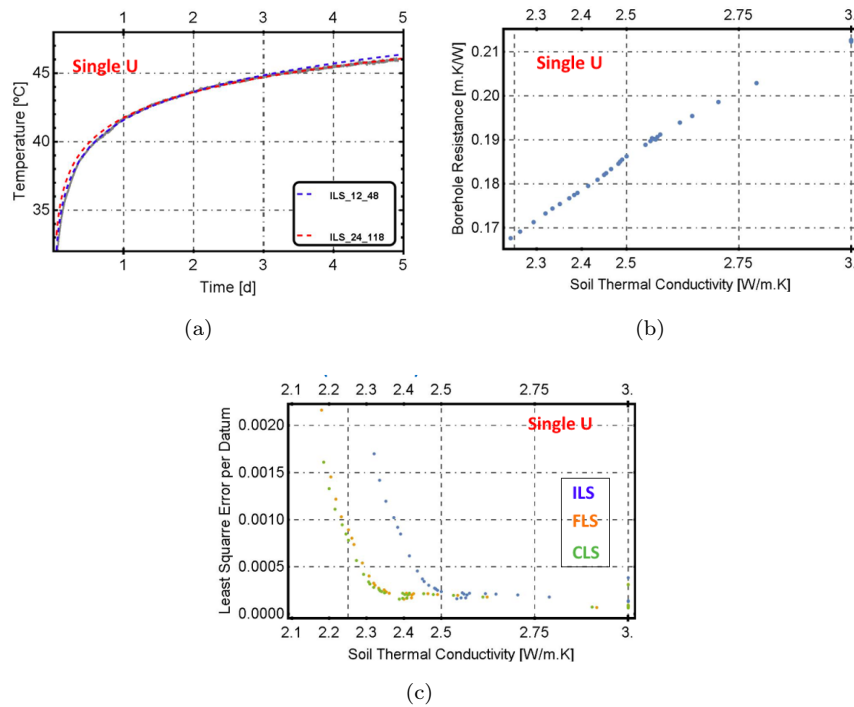 1 2 3 4 5
Single U
45
40
35
Temperature [ºC]
ILS_12_48
ILS_24_118
1 2 3 4 5
Time [d]
(a)
2.3 2.5 2.75 3.
Single U
0.21
0.20
0.19
0.18
0.17
Borehole Resistance [m.K/W]
2.3 2.5 2.75 3.
Soil Thermal Conductivity [W/m.K]
(b)
2.1 2.2 2.3 2.4 2.5 2.75 3.
Single U
0.0020
0.0015
0.0010
0.0005
0.0000
Least Squarre Error per Datum
ILS
FLS
CLS
2.1 2.2 2.3 2.4 2.5 2.75 3.
Soil Thermal Conductivity [W/m.K]
(c)